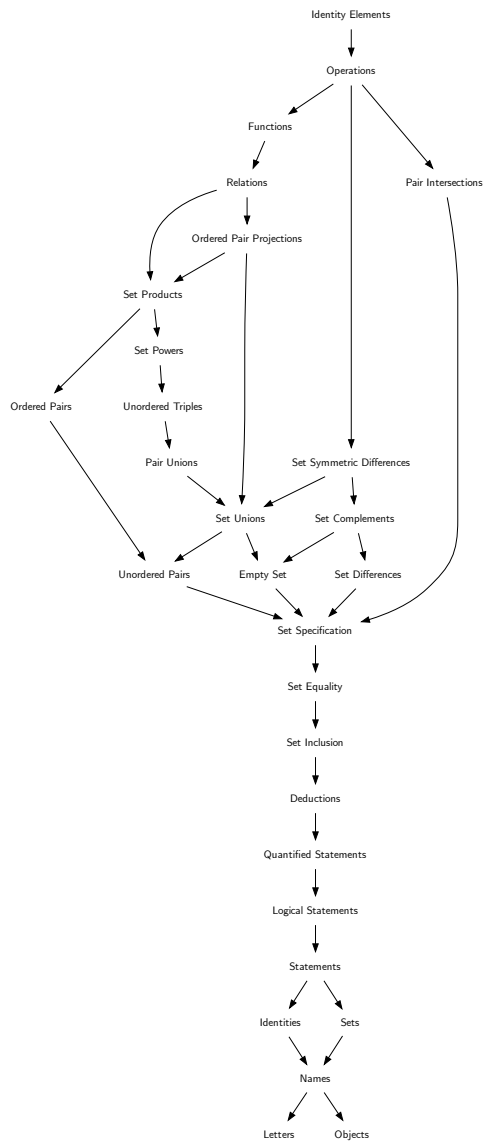 Identity Elements
Operations
Functions
Relations
Pair Intersections
Ordered Pair Projections
Set Products
Set Powers
Ordered Pairs
Unordered Triples
Pair Unions
Set Symmetric Differences
Set Unions
Set Complements
Unordered Pairs
Empty Set
Set Differences
Set Specification
Set Equality
Set Inclusion
Deductions
Quantified Statements
Logical Statements
Statements
Identities
Sets
Names
Letters
Objects